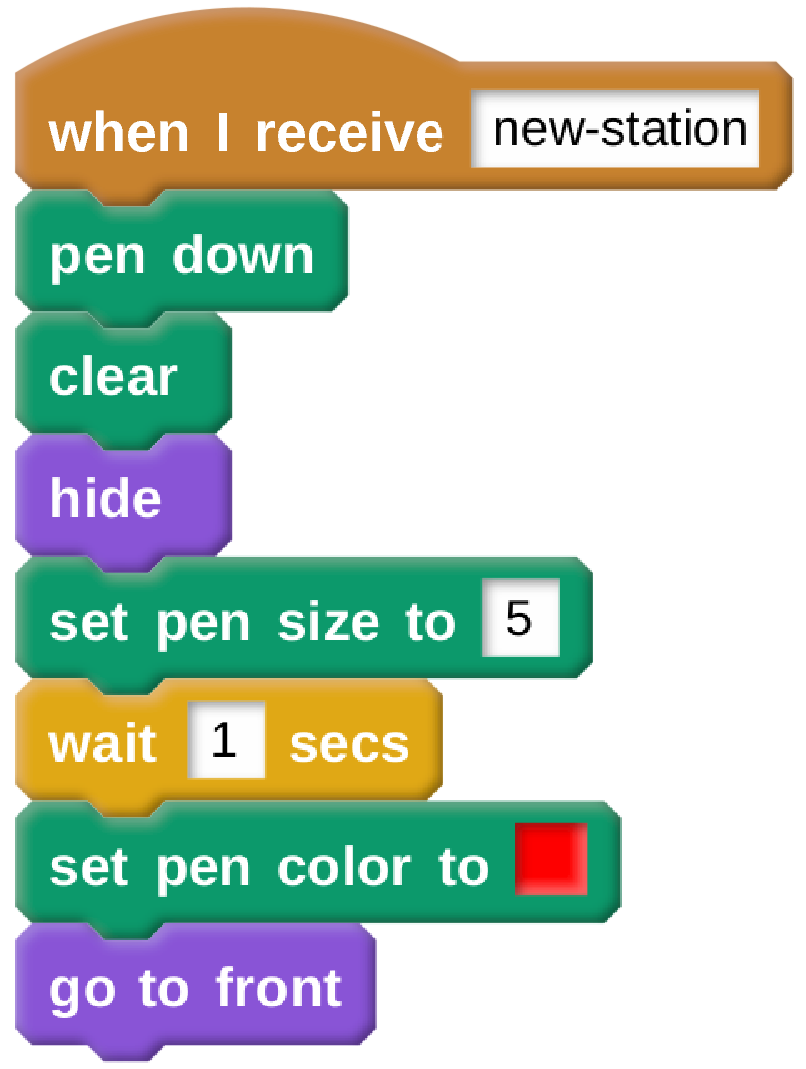 when I receive new-station
pen down
clear
hide
set pen size to 5
wait 1 secs
set pen color to
go to front